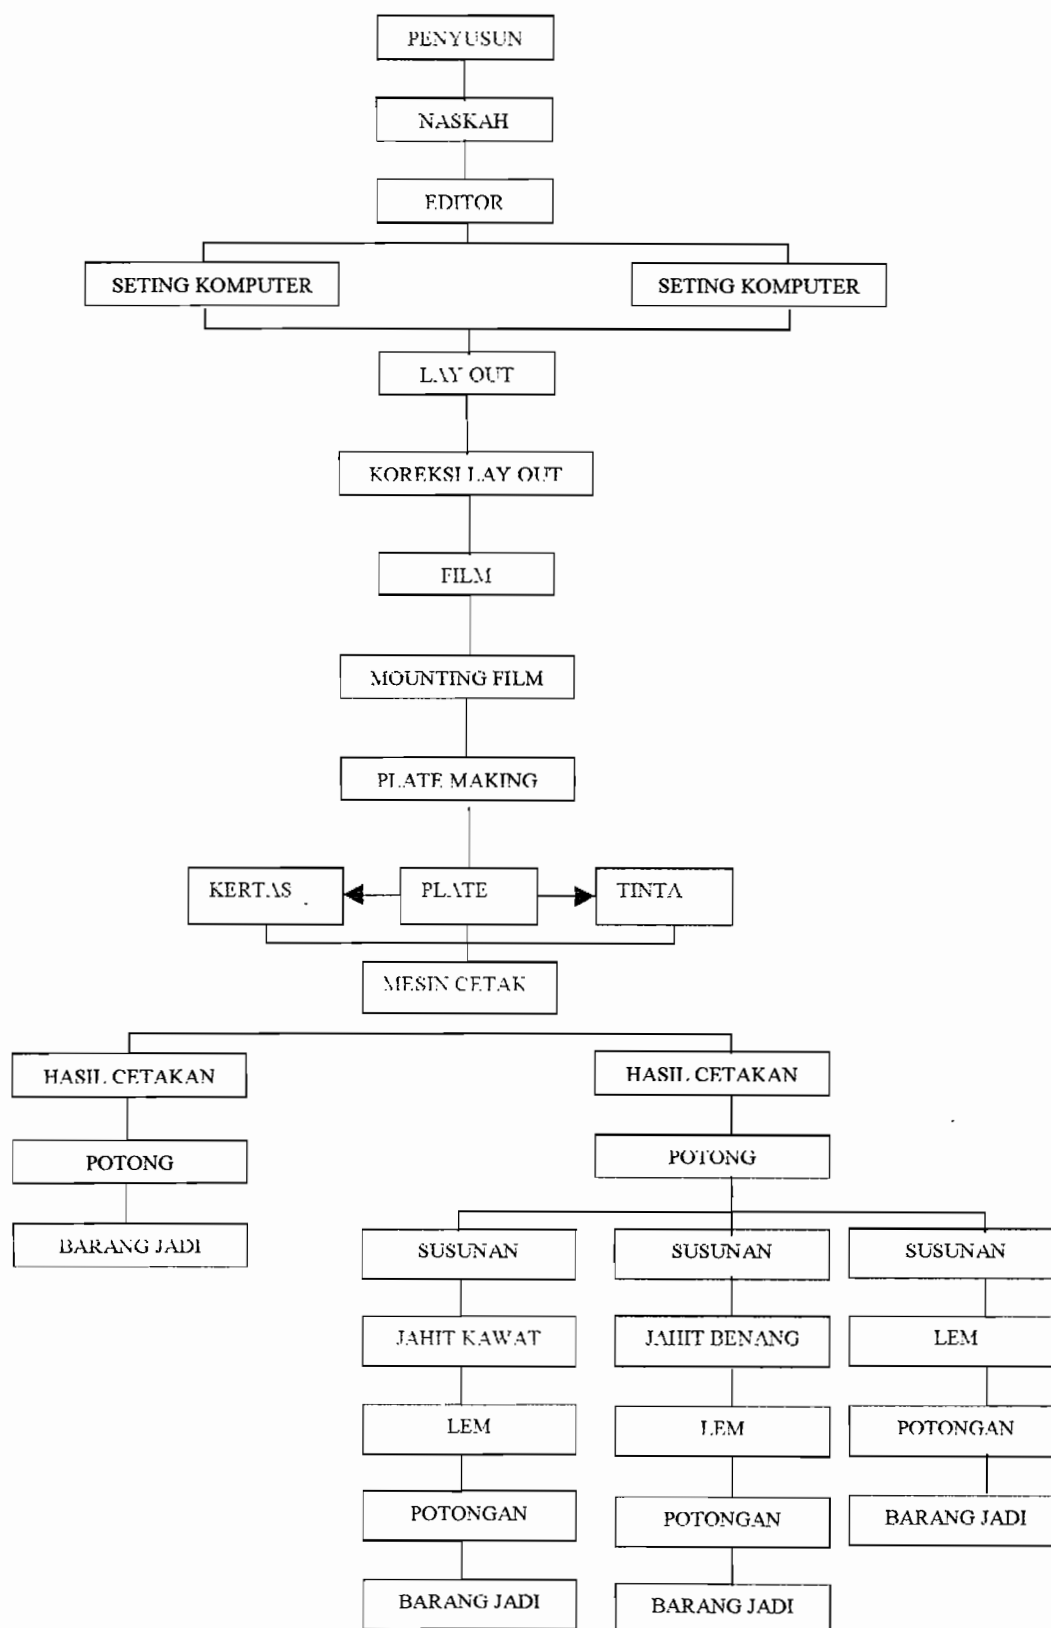 PENYUSUN
NASKAH
EDITOR
SETING KOMPUTER
SETING KOMPUTER
LAY OUT
KOREKSI LAY OUT
FILM
MOUNTING FILM
PLATE MAKING
KERTAS
PLATE
TINTA
MESIN CETAK
HASIL CETAKAN
HASIL CETAKAN
POTONG
POTONG
BARANG JADI
SUSUNAN
SUSUNAN
SUSUNAN
JAHIT KAWAT
JAHIT BENANG
LEM
LEM
LEM
POTONGAN
POTONGAN
POTONGAN
BARANG JADI
BARANG JADI
BARANG JADI